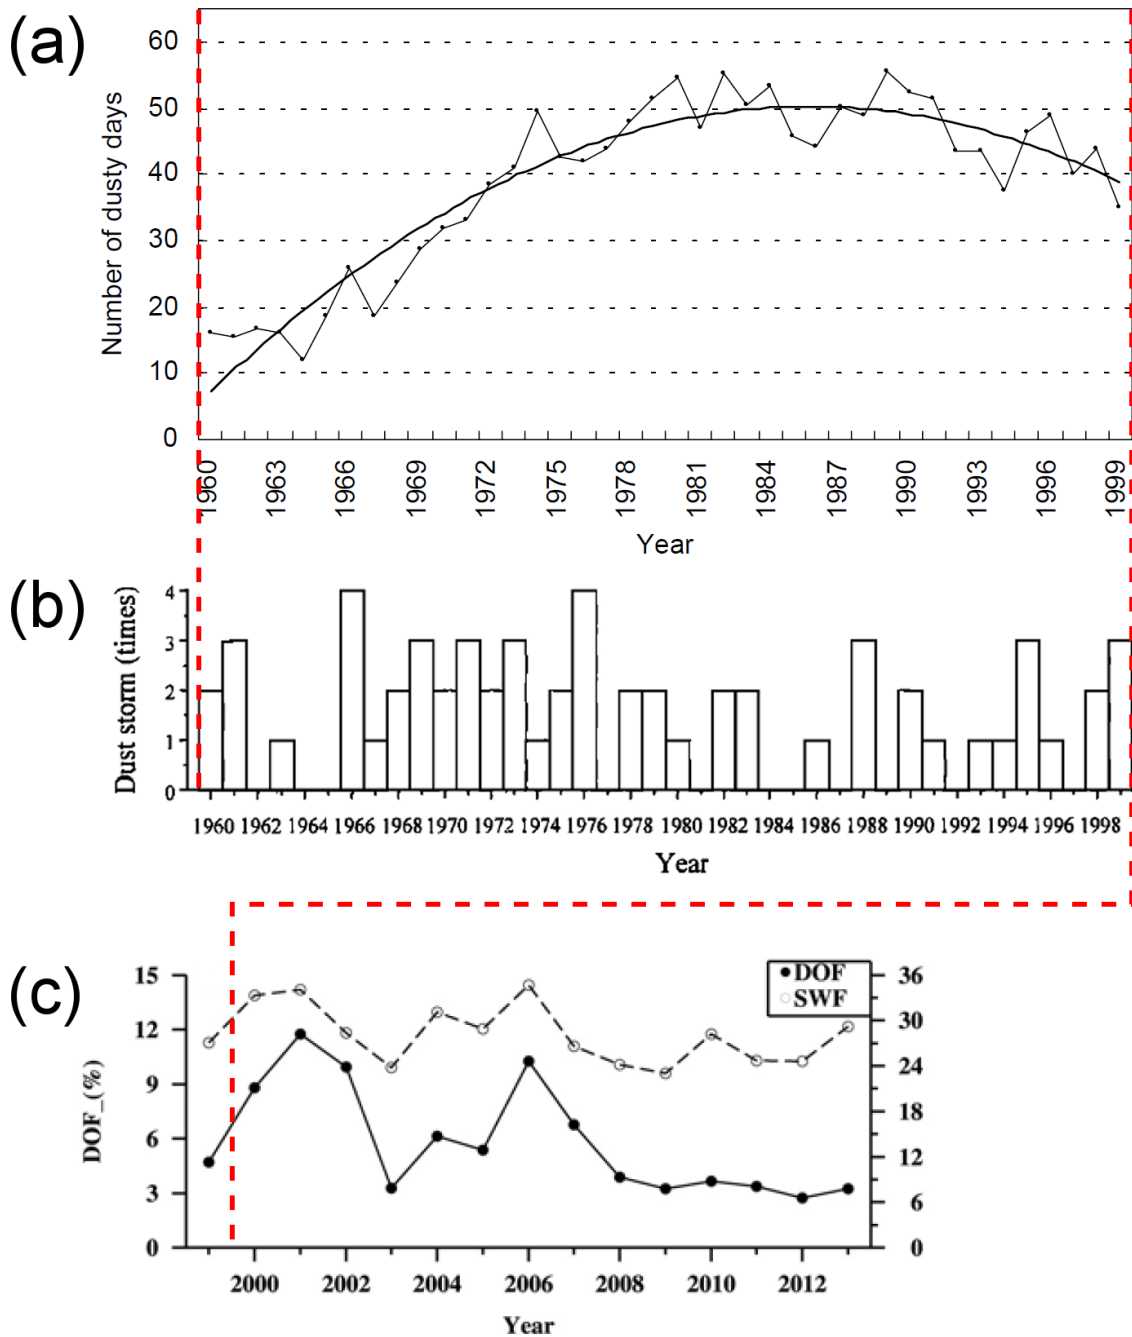 (a)
Number of dusty days
60
50
40
30
20
10
0
1960 1963 1966 1969 1972 1975 1978 1981 1984 1987 1990 1993 1996 1999
Year
(b)
Dust storm (times)
4
3
2
1
0
1960 1962 1964 1966 1968 1970 1972 1974 1976 1978 1980 1982 1984 1986 1988 1990 1992 1994 1996 1998
Year
(c)
DOF_(%)
15
12
9
6
3
0
DOF
SWF
36
30
24
18
12
6
0
2000 2002 2004 2006 2008 2010 2012
Year